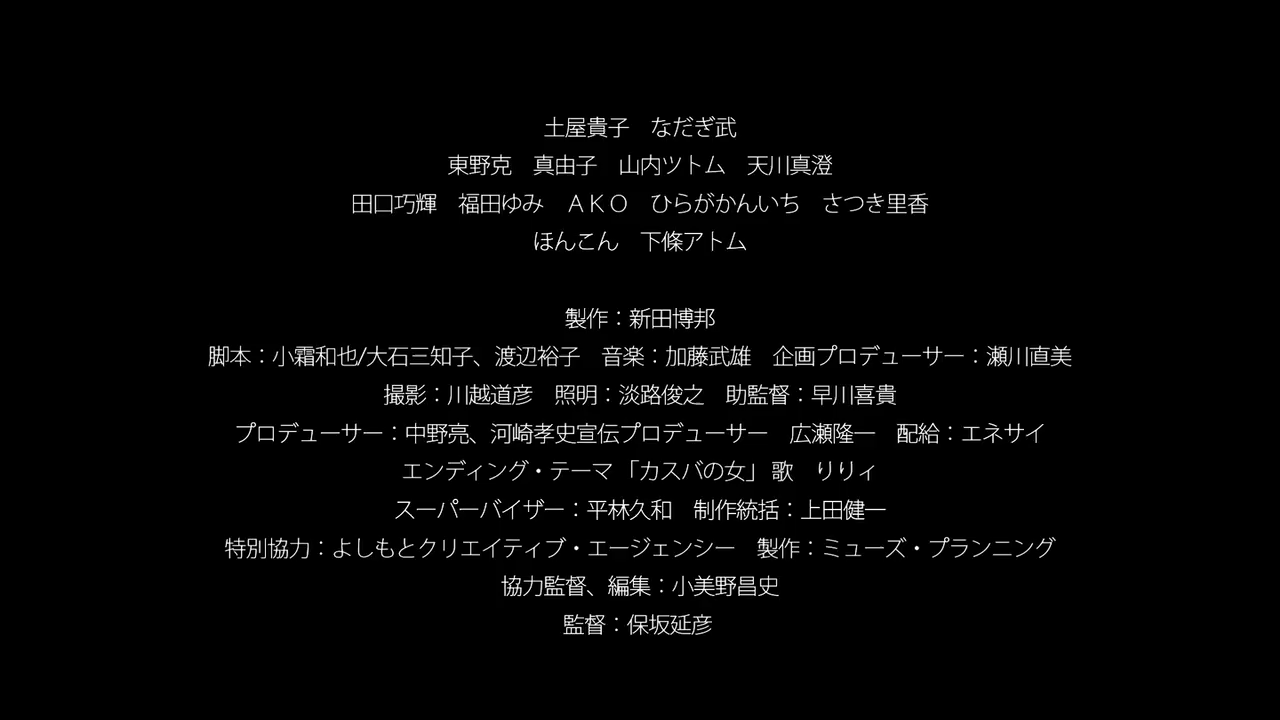 土屋貴子　なだぎ武
東野克　真由子　山内ツトム　天川真澄
田口巧輝　福田ゆみ　ＡＫＯ　ひらがかんいち　さつき里香
ほんこん　下條アトム
製作：新田博邦
脚本：小霜和也/大石三知子、渡辺裕子　音楽：加藤武雄　企画プロデューサー：瀬川直美
撮影：川越道彦　照明：淡路俊之　助監督：早川喜貴
プロデューサー：中野亮、河崎孝史宣伝プロデューサー　広瀬隆一　配給：エネサイ
エンディング・テーマ「カスバの女」歌　りりィ
スーパーバイザー：平林久和　制作統括：上田健一
特別協力：よしもとクリエイティブ・エージェンシー　製作：ミューズ・プランニング
協力監督、編集：小美野昌史
監督：保坂延彦